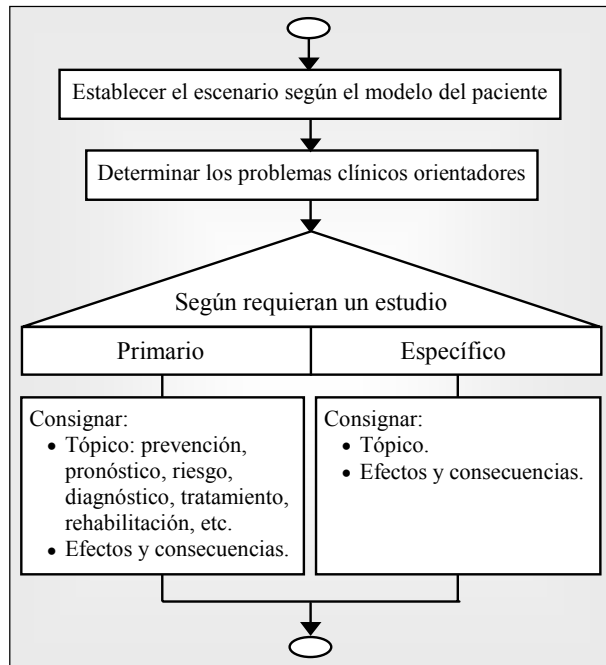 Establecer el escenario según el modelo del paciente
Determinar los problemas clínicos orientadores
Según requieran un estudio
Primario
Específico
Consignar:
• Tópico: prevención,
pronóstico, riesgo,
diagnóstico, tratamiento,
rehabilitación, etc.
• Efectos y consecuencias.
Consignar:
• Tópico.
• Efectos y consecuencias.